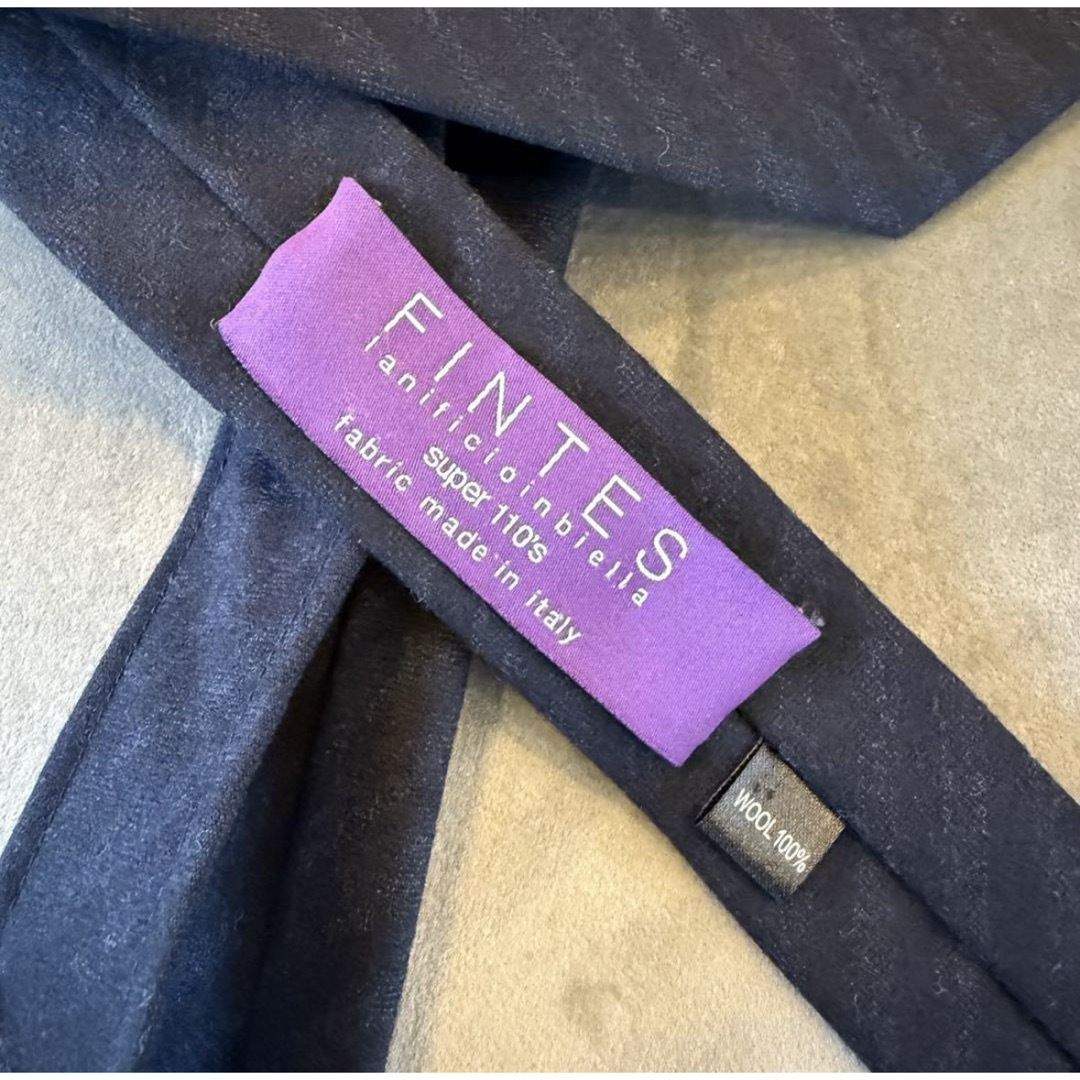 FINTES
lanificioinbiella
super 110's
fabric made in italy
WOOL 100%